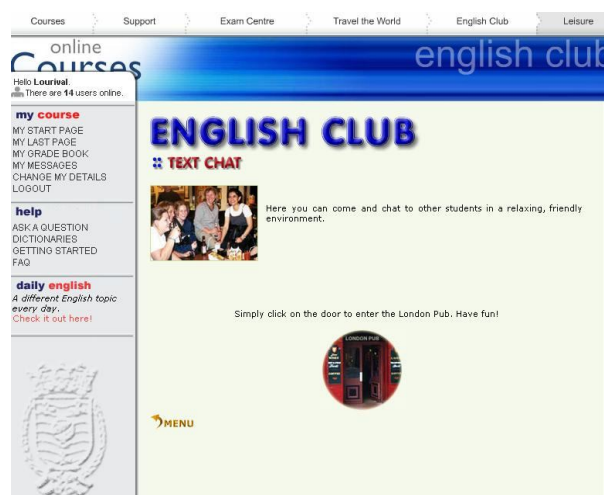 Courses Support Exam Centre Travel the World English Club Leisure
online
Courses
english club
Hello Lourival.
There are 14 users online.
my course
MY START PAGE
MY LAST PAGE
MY GRADE BOOK
MY MESSAGES
CHANGE MY DETAILS
LOGOUT
help
ASK A QUESTION
DICTIONARIES
GETTING STARTED
FAQ
daily english
A different English topic
every day.
Check it out here!
ENGLISH CLUB
:: TEXT CHAT
Here you can come and chat to other students in a relaxing, friendly
environment.
Simply click on the door to enter the London Pub. Have fun!
LONDON PUB
MENU